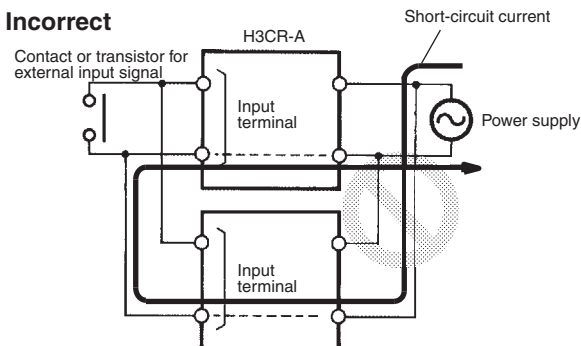 Incorrect
Short-circuit current
H3CR-A
Contact or transistor for
external input signal
Input
terminal
Power supply
Input
terminal